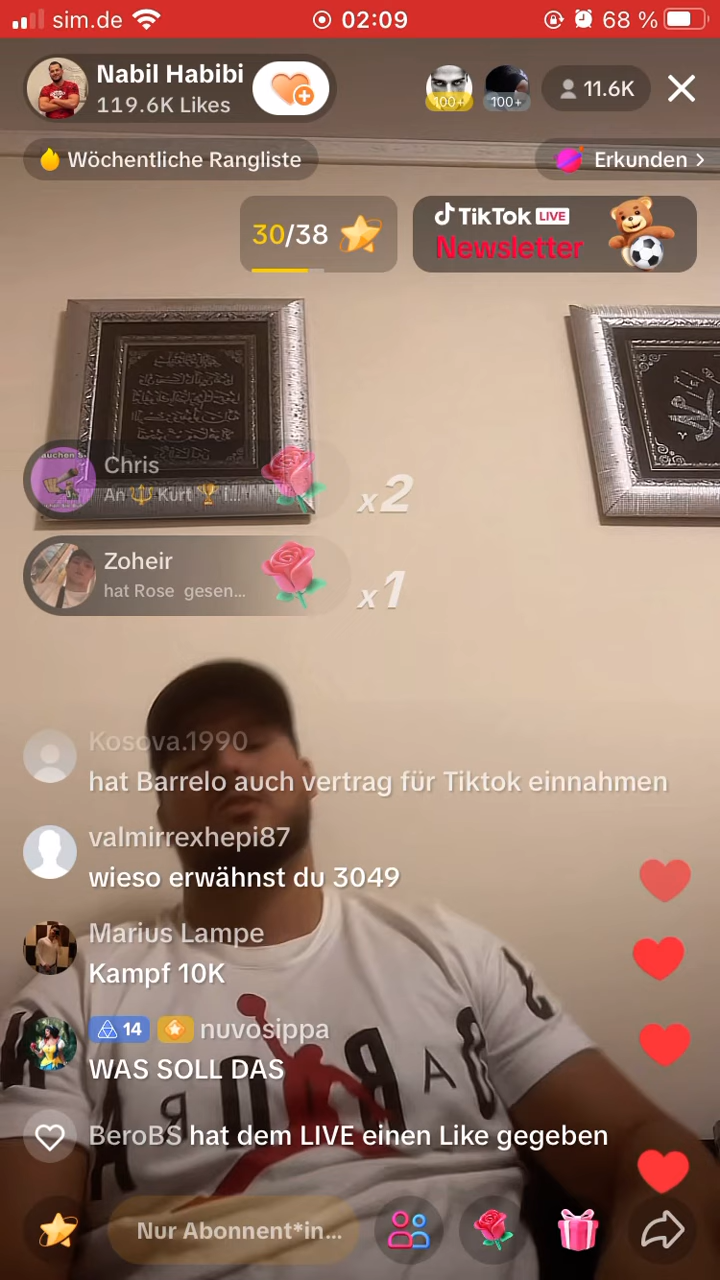 sim.de
02:09
68 %
Nabil Habibi
119.6K Likes
100+
100+
11.6K
Wöchentliche Rangliste
Erkunden >
30/38
TikTok LIVE
Newsletter
Chris
An 🔱 Kurt 🏆 i...
x2
Zoheir
hat Rose gesen...
x1
Kosova.1990
hat Barrelo auch vertrag für Tiktok einnahmen
valmirrexhepi87
wieso erwähnst du 3049
Marius Lampe
Kampf 10K
14 nuvosippa
WAS SOLL DAS
BeroBS hat dem LIVE einen Like gegeben
Nur Abonnent*in...